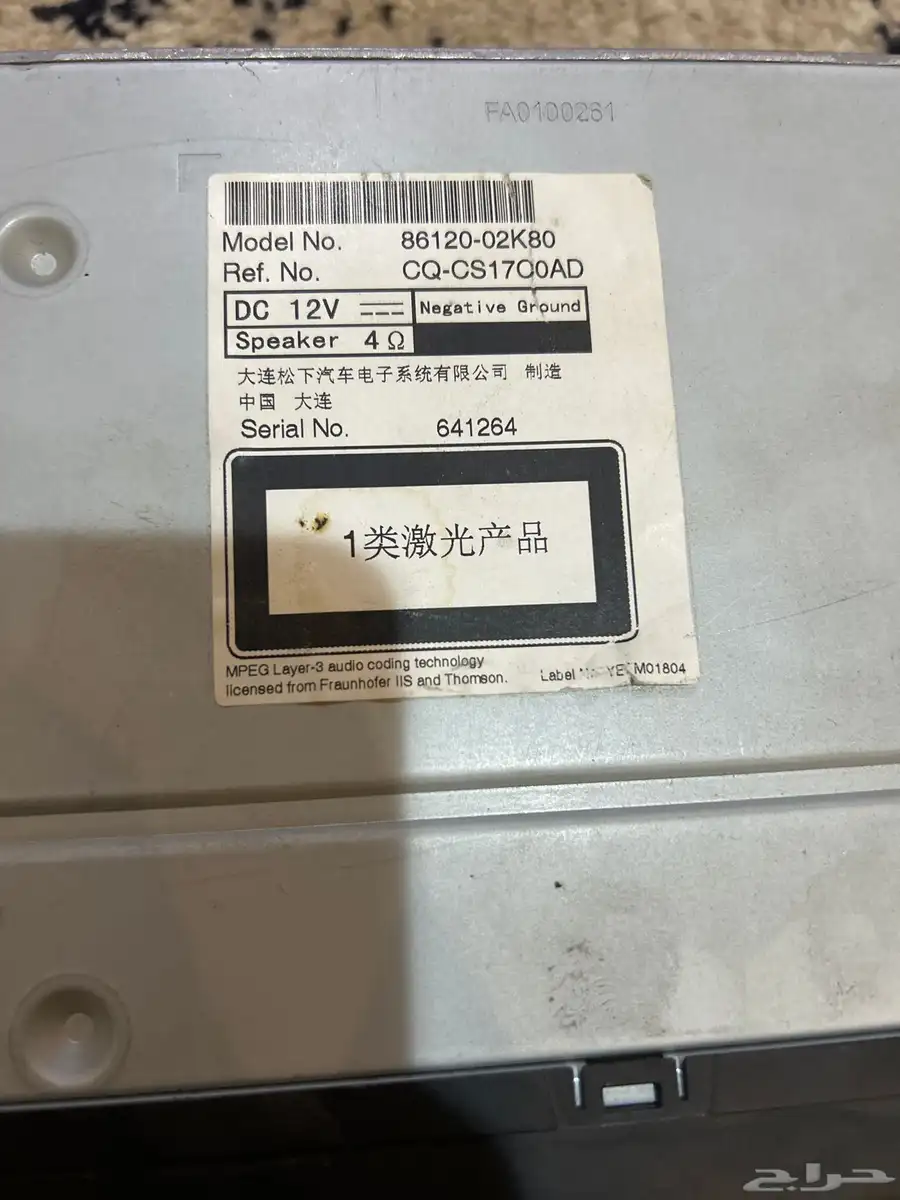 FA0100261
Model No. 86120-02K80
Ref. No. CQ-CS17C0AD
DC 12V Negative Ground
Speaker 4Ω
大连松下汽车电子系统有限公司 制造
中国 大连
Serial No. 641264
1类激光产品
MPEG Layer-3 audio coding technology
licensed from Fraunhofer IIS and Thomson.
Label M01804
حراج